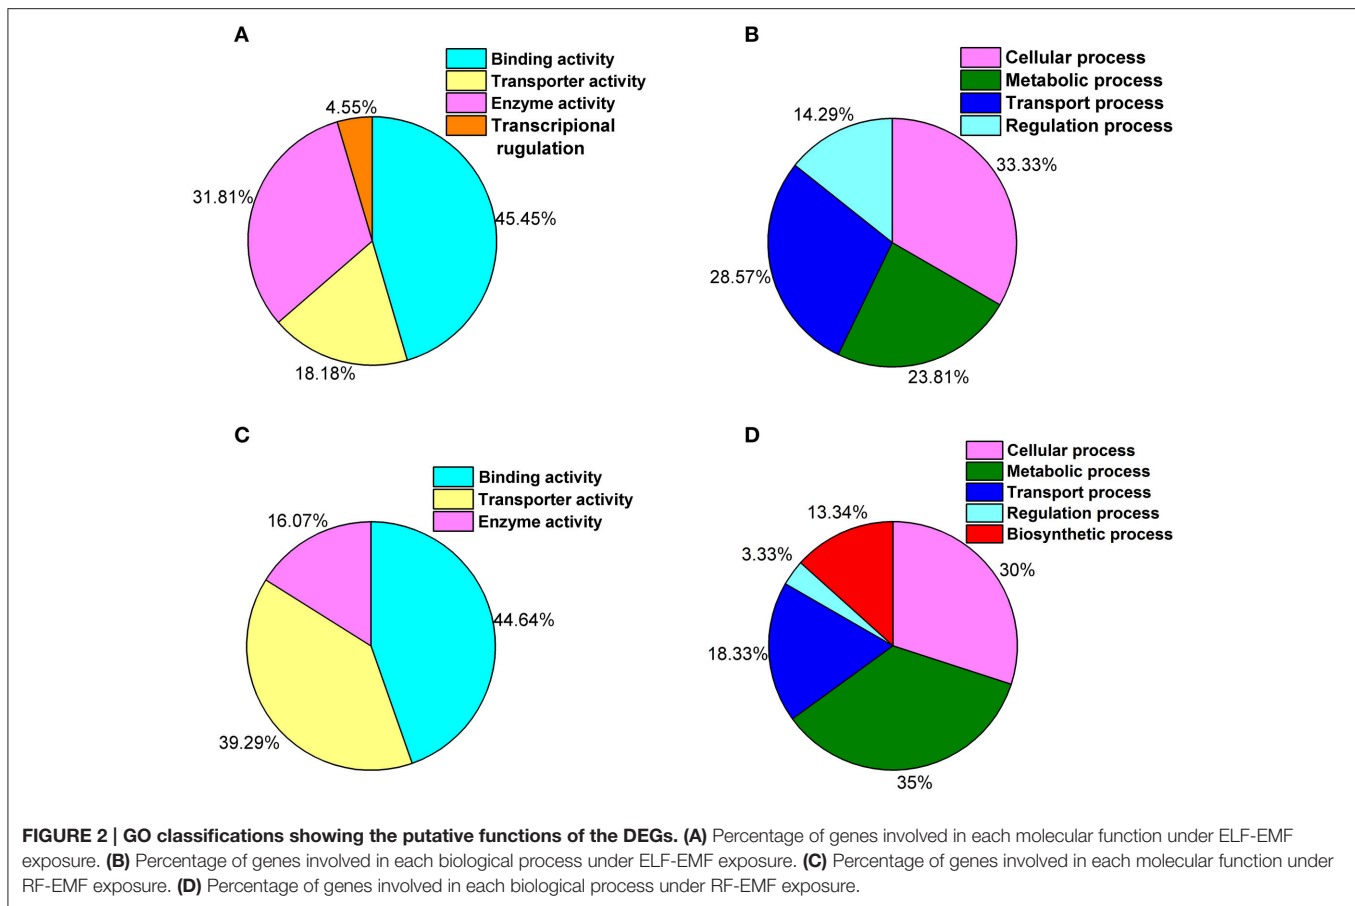 A
Binding activity
Transporter activity
Enzyme activity
Transcripional
rugulation
4.55%
31.81%
45.45%
18.18%
B
Cellular process
Metabolic process
Transport process
Regulation process
14.29%
33.33%
28.57%
23.81%
C
Binding activity
Transporter activity
Enzyme activity
16.07%
44.64%
39.29%
D
Cellular process
Metabolic process
Transport process
Regulation process
Biosynthetic process
13.34%
3.33%
30%
18.33%
35%
FIGURE 2 | GO classifications showing the putative functions of the DEGs. (A) Percentage of genes involved in each molecular function under ELF-EMF
exposure. (B) Percentage of genes involved in each biological process under ELF-EMF exposure. (C) Percentage of genes involved in each molecular function under
RF-EMF exposure. (D) Percentage of genes involved in each biological process under RF-EMF exposure.